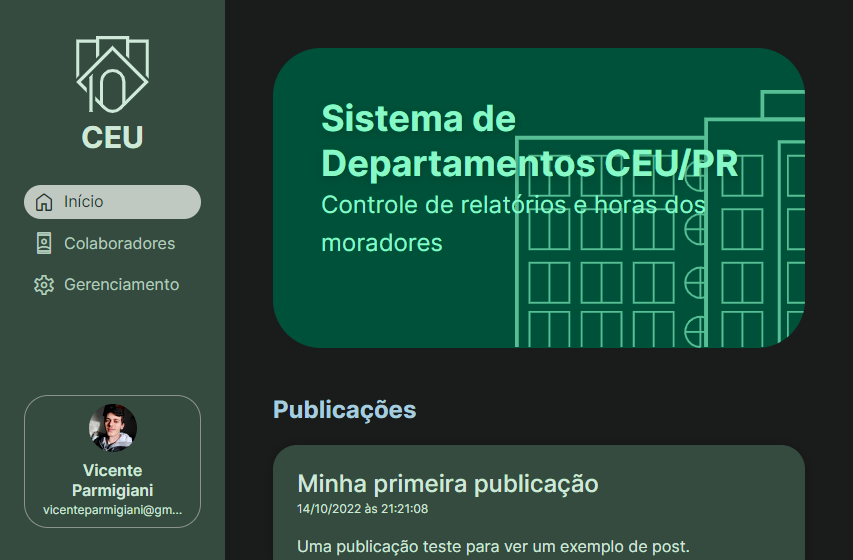 CEU
Início
Colaboradores
Gerenciamento
Vicente
Parmigiani
vicenteparmigiani@gm...
Sistema de
Departamentos CEU/PR
Controle de relatórios e horas dos
moradores
Publicações
Minha primeira publicação
14/10/2022 às 21:21:08
Uma publicação teste para ver um exemplo de post.